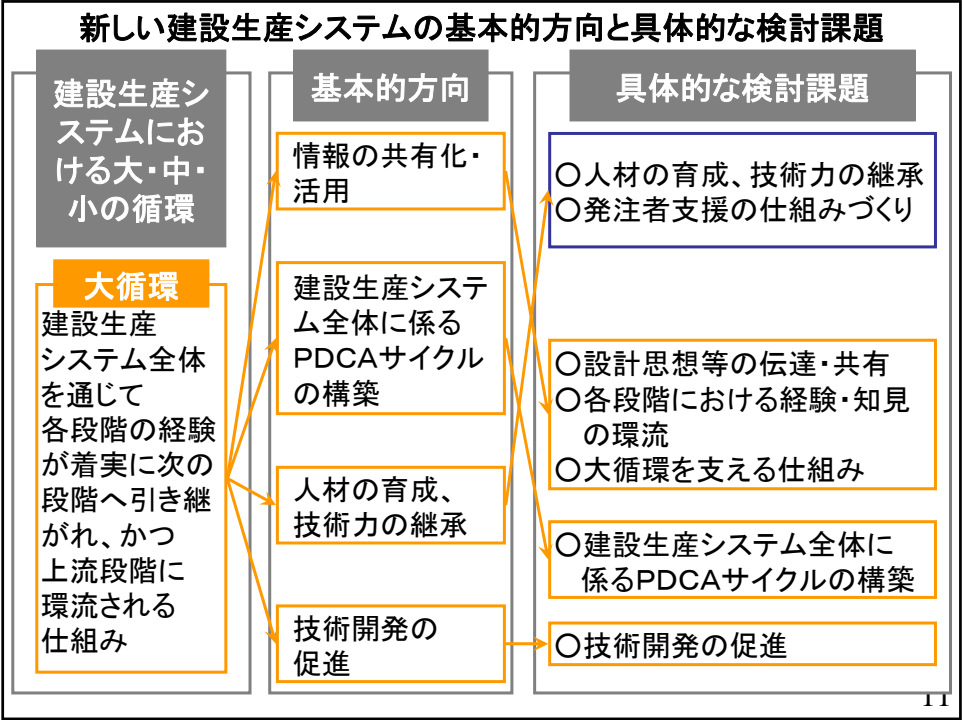 新しい建設生産システムの基本的方向と具体的な検討課題
建設生産シ
ステムにお
ける大・中・
小の循環
大循環
建設生産
システム全体
を通じて
各段階の経験
が着実に次の
段階へ引き継
がれ、かつ
上流段階に
環流される
仕組み
基本的方向
情報の共有化・
活用
建設生産システ
ム全体に係る
PDCAサイクル
の構築
人材の育成、
技術力の継承
技術開発の
促進
具体的な検討課題
○人材の育成、技術力の継承
○発注者支援の仕組みづくり
○設計思想等の伝達・共有
○各段階における経験・知見
の環流
○大循環を支える仕組み
○建設生産システム全体に
係るPDCAサイクルの構築
○技術開発の促進
11